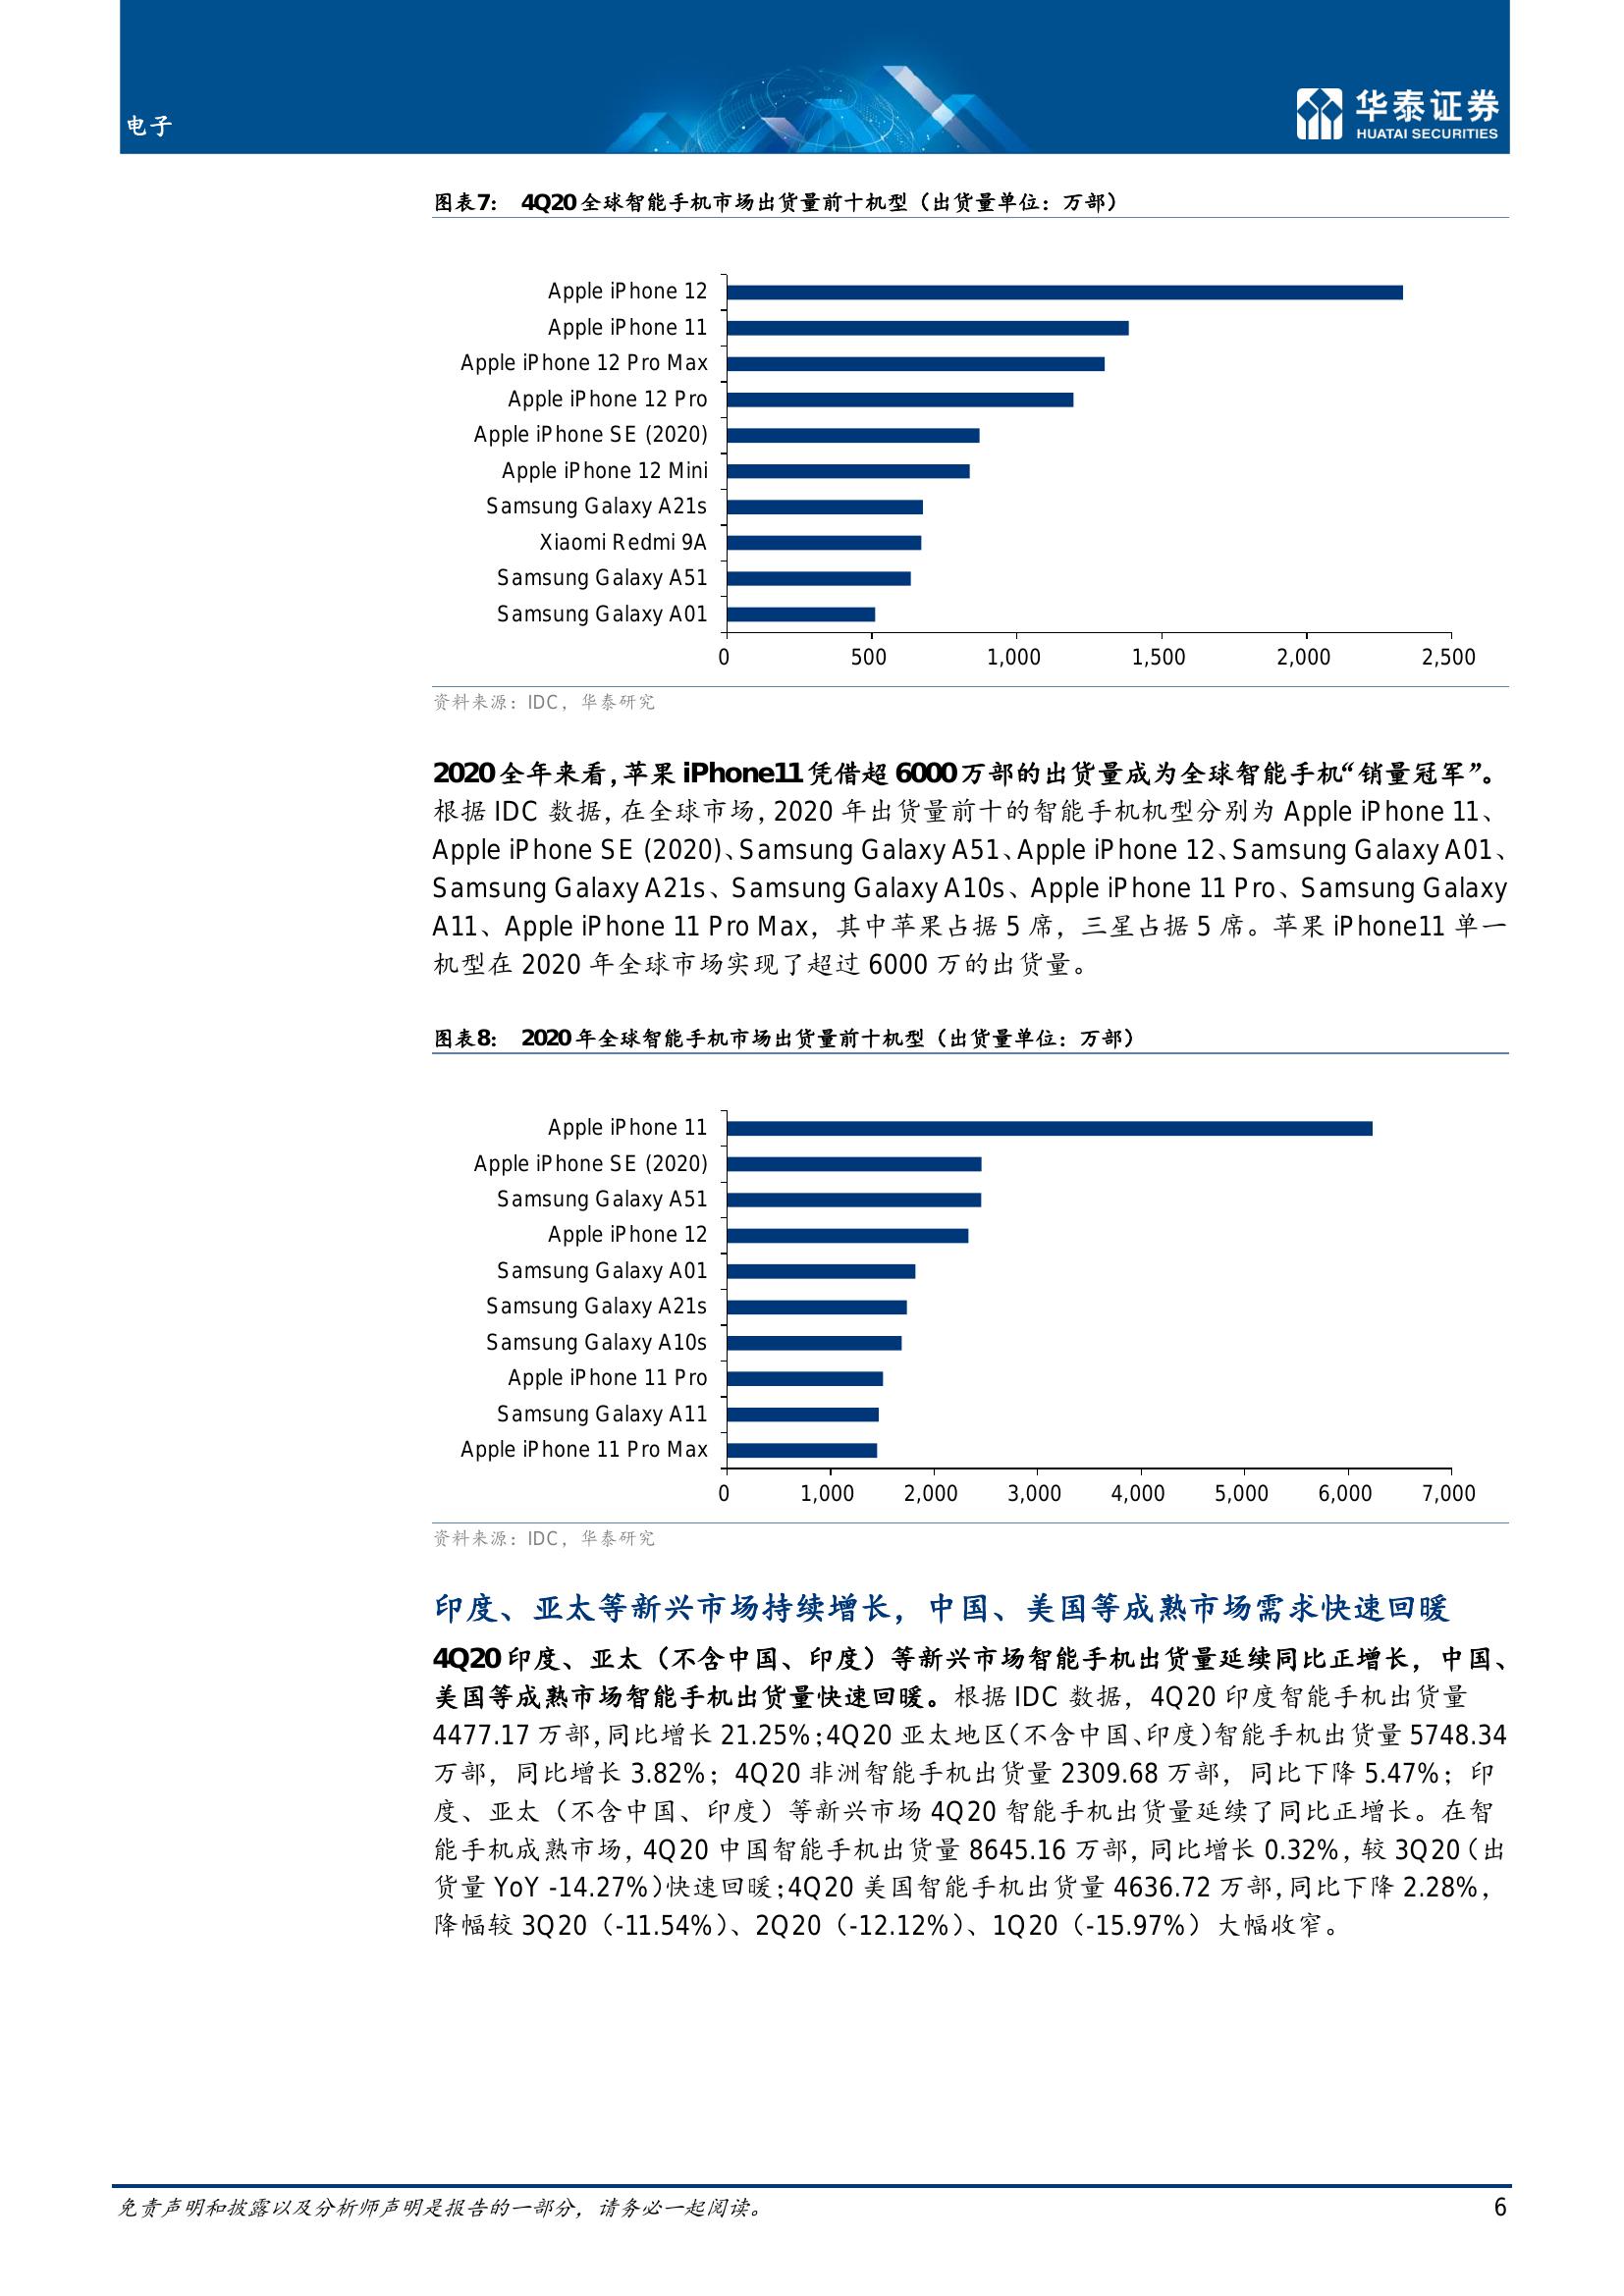 电子
华泰证券
HUATAI SECURITIES
图表7： 4Q20 全球智能手机市场出货量前十机型（出货量单位：万部）
Apple iPhone 12
Apple iPhone 11
Apple iPhone 12 Pro Max
Apple iPhone 12 Pro
Apple iPhone SE (2020)
Apple iPhone 12 Mini
Samsung Galaxy A21s
Xiaomi Redmi 9A
Samsung Galaxy A51
Samsung Galaxy A01
0 500 1,000 1,500 2,000 2,500
资料来源：IDC，华泰研究
2020 全年来看，苹果 iPhone11 凭借超 6000 万部的出货量成为全球智能手机“销量冠军”。
根据 IDC 数据，在全球市场，2020 年出货量前十的智能手机机型分别为 Apple iPhone 11、
Apple iPhone SE (2020)、Samsung Galaxy A51、Apple iPhone 12、Samsung Galaxy A01、
Samsung Galaxy A21s、Samsung Galaxy A10s、Apple iPhone 11 Pro、Samsung Galaxy
A11、Apple iPhone 11 Pro Max，其中苹果占据 5 席，三星占据 5 席。苹果 iPhone11 单一
机型在 2020 年全球市场实现了超过 6000 万的出货量。
图表8： 2020 年全球智能手机市场出货量前十机型（出货量单位：万部）
Apple iPhone 11
Apple iPhone SE (2020)
Samsung Galaxy A51
Apple iPhone 12
Samsung Galaxy A01
Samsung Galaxy A21s
Samsung Galaxy A10s
Apple iPhone 11 Pro
Samsung Galaxy A11
Apple iPhone 11 Pro Max
0 1,000 2,000 3,000 4,000 5,000 6,000 7,000
资料来源：IDC，华泰研究
印度、亚太等新兴市场持续增长，中国、美国等成熟市场需求快速回暖
4Q20 印度、亚太（不含中国、印度）等新兴市场智能手机出货量延续同比正增长，中国、
美国等成熟市场智能手机出货量快速回暖。根据 IDC 数据，4Q20 印度智能手机出货量
4477.17 万部，同比增长 21.25%；4Q20 亚太地区（不含中国、印度）智能手机出货量 5748.34
万部，同比增长 3.82%；4Q20 非洲智能手机出货量 2309.68 万部，同比下降 5.47%；印
度、亚太（不含中国、印度）等新兴市场 4Q20 智能手机出货量延续了同比正增长。在智
能手机成熟市场，4Q20 中国智能手机出货量 8645.16 万部，同比增长 0.32%，较 3Q20（出
货量 YoY -14.27%）快速回暖；4Q20 美国智能手机出货量 4636.72 万部，同比下降 2.28%，
降幅较 3Q20（-11.54%）、2Q20（-12.12%）、1Q20（-15.97%）大幅收窄。
免责声明和披露以及分析师声明是报告的一部分，请务必一起阅读。 6